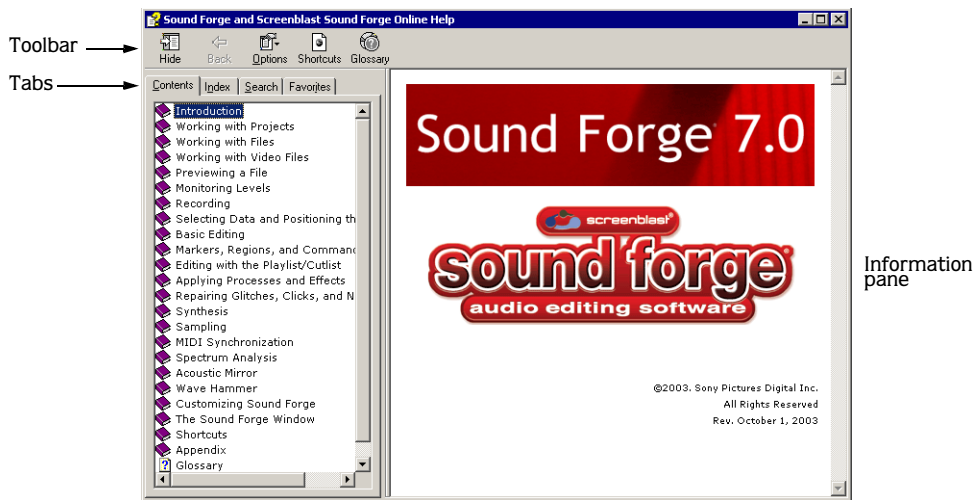 Sound Forge and Screenblast Sound Forge Online Help
Toolbar
Hide Back Options Shortcuts Glossary
Tabs
Contents Index Search Favorites
Introduction
Working with Projects
Working with Files
Working with Video Files
Previewing a File
Monitoring Levels
Recording
Selecting Data and Positioning th
Basic Editing
Markers, Regions, and Command
Editing with the Playlist/Cutlist
Applying Processes and Effects
Repairing Glitches, Clicks, and N
Synthesis
Sampling
MIDI Synchronization
Spectrum Analysis
Acoustic Mirror
Wave Hammer
Customizing Sound Forge
The Sound Forge Window
Shortcuts
Appendix
Glossary
Sound Forge® 7.0
screenblast®
sound forge®
audio editing software™
©2003. Sony Pictures Digital Inc.
All Rights Reserved
Rev. October 1, 2003
Information
pane